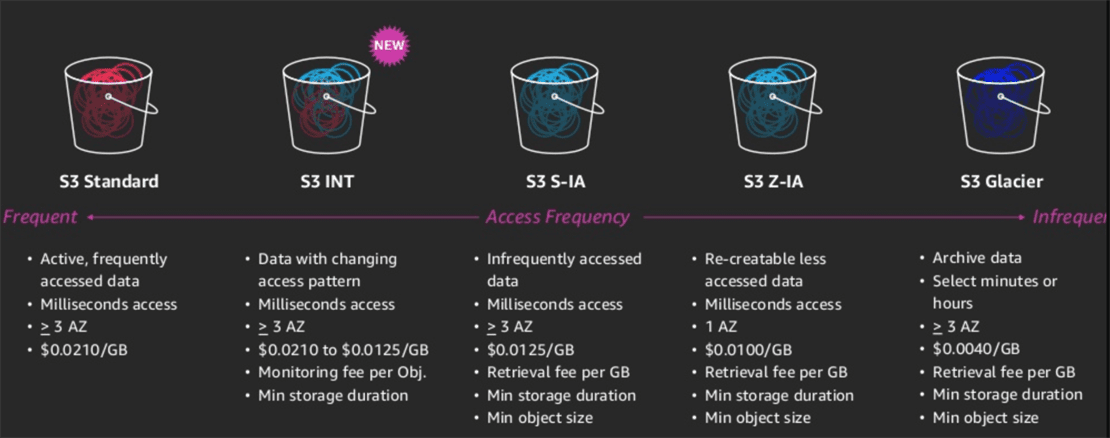 NEW
S3 Standard
S3 INT
S3 S-IA
S3 Z-IA
S3 Glacier
Frequent
Access Frequency
Infrequer
• Active, frequently
accessed data
• Milliseconds access
• ≥ 3 AZ
• $0.0210/GB
• Data with changing
access pattern
• Milliseconds access
• ≥ 3 AZ
• $0.0210 to $0.0125/GB
• Monitoring fee per Obj.
• Min storage duration
• Infrequently accessed
data
• Milliseconds access
• ≥ 3 AZ
• $0.0125/GB
• Retrieval fee per GB
• Min storage duration
• Min object size
• Re-creatable less
accessed data
• Milliseconds access
• 1 AZ
• $0.0100/GB
• Retrieval fee per GB
• Min storage duration
• Min object size
• Archive data
• Select minutes or
hours
• ≥ 3 AZ
• $0.0040/GB
• Retrieval fee per GB
• Min storage duration
• Min object size